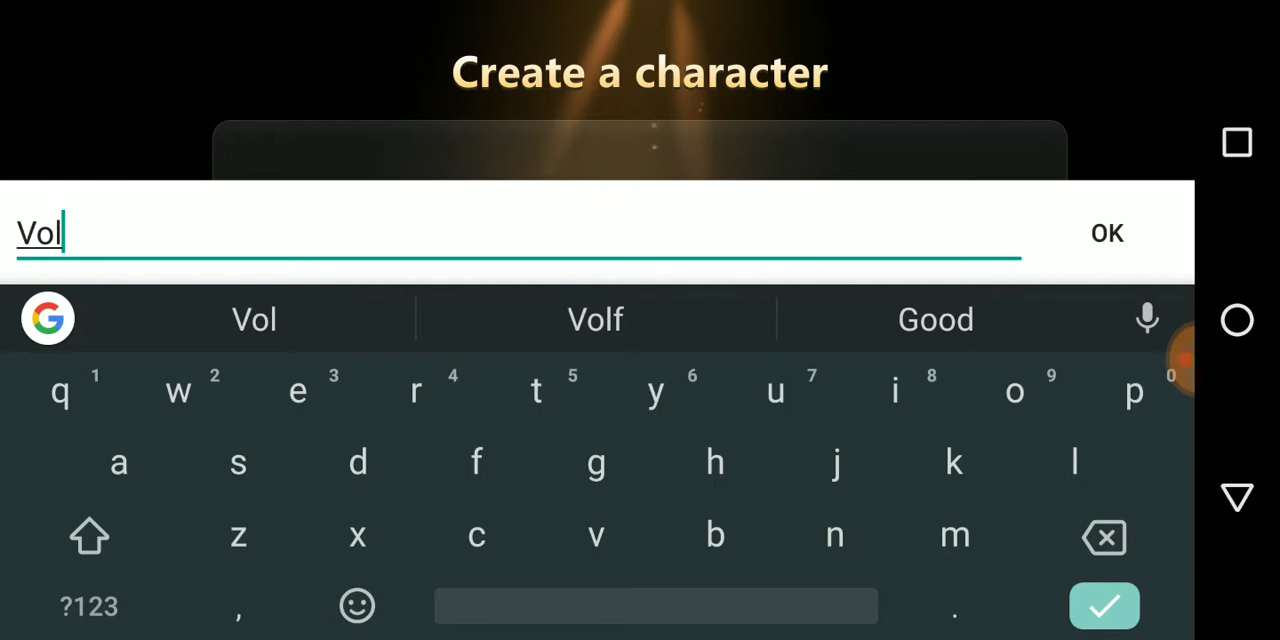 Create a character
Vol
OK
Vol Volf Good
q 1 w 2 e 3 r 4 t 5 y 6 u 7 i 8 o 9 p 0
a s d f g h j k l
z x c v b n m
?123 , .